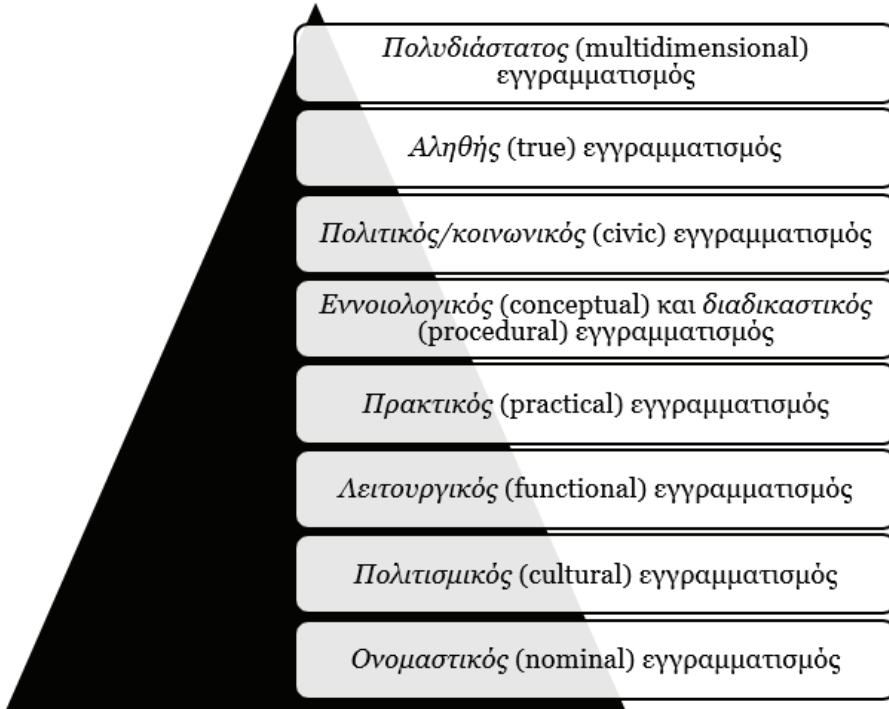 Πολυδιάστατος (multidimensional)
εγγραμματισμός
Αληθής (true) εγγραμματισμός
Πολιτικός/κοινωνικός (civic) εγγραμματισμός
Εννοιολογικός (conceptual) και διαδικαστικός
(procedural) εγγραμματισμός
Πρακτικός (practical) εγγραμματισμός
Λειτουργικός (functional) εγγραμματισμός
Πολιτισμικός (cultural) εγγραμματισμός
Ονομαστικός (nominal) εγγραμματισμός